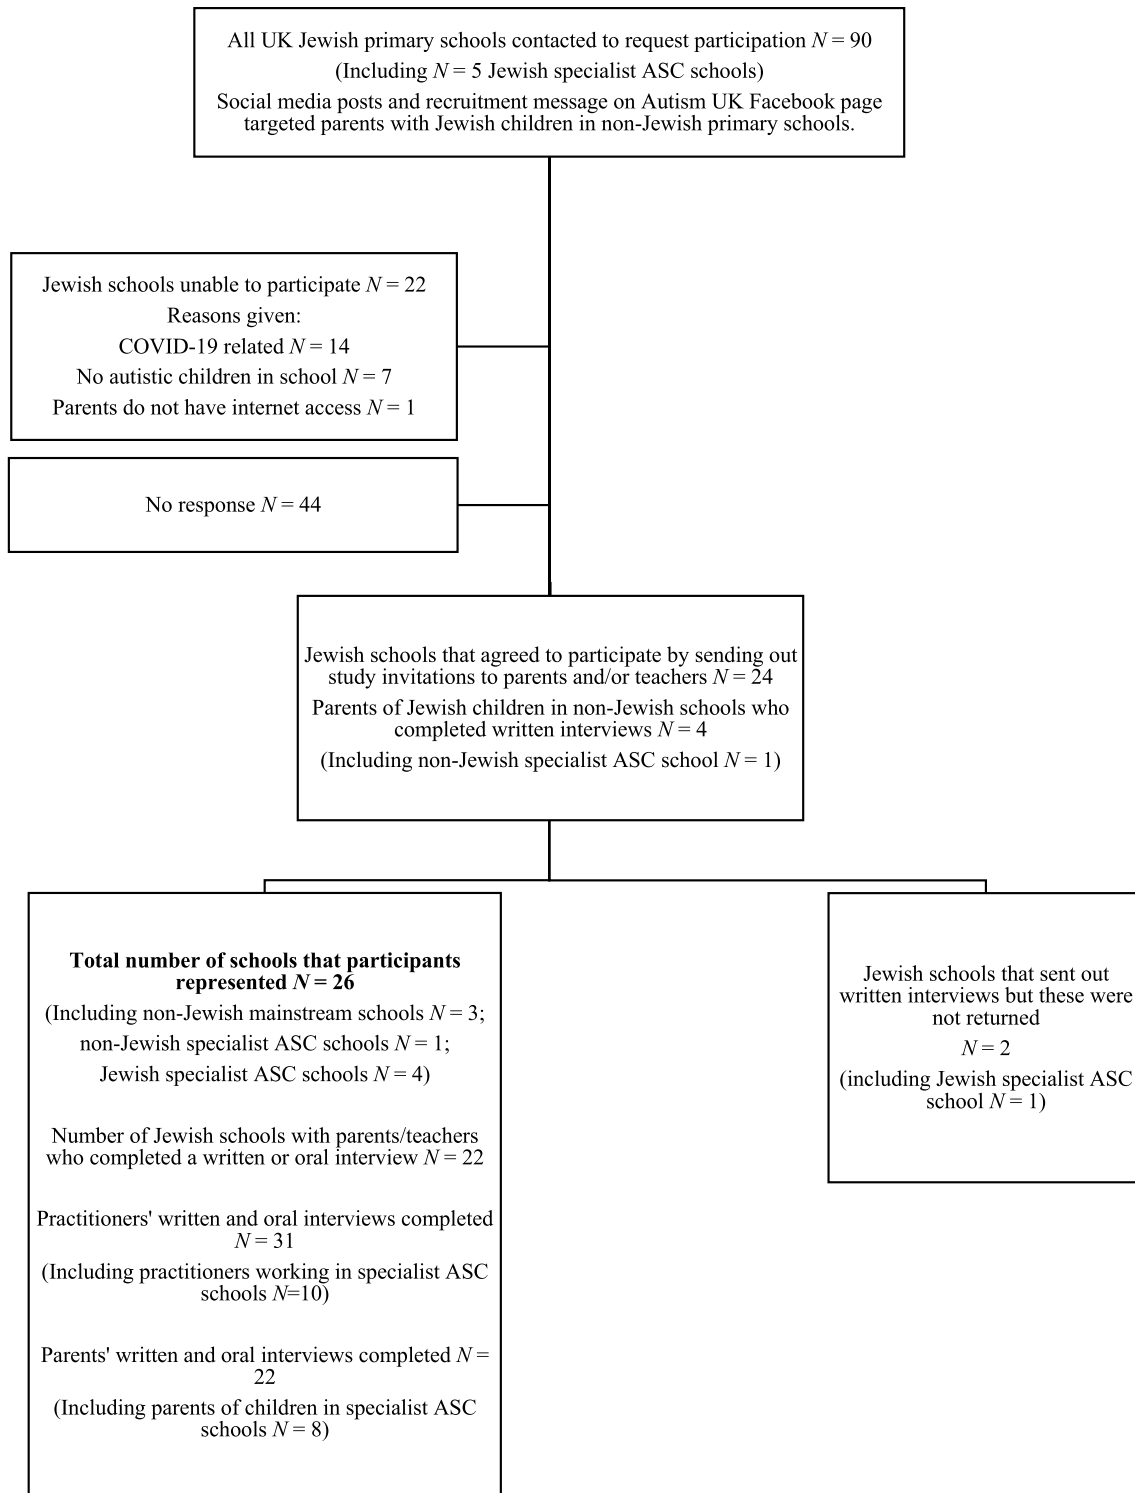 All UK Jewish primary schools contacted to request participation N = 90
(Including N = 5 Jewish specialist ASC schools)
Social media posts and recruitment message on Autism UK Facebook page
targeted parents with Jewish children in non-Jewish primary schools.
Jewish schools unable to participate N = 22
Reasons given:
COVID-19 related N = 14
No autistic children in school N = 7
Parents do not have internet access N = 1
No response N = 44
Jewish schools that agreed to participate by sending out
study invitations to parents and/or teachers N = 24
Parents of Jewish children in non-Jewish schools who
completed written interviews N = 4
(Including non-Jewish specialist ASC school N = 1)
Total number of schools that participants
represented N = 26
(Including non-Jewish mainstream schools N = 3;
non-Jewish specialist ASC schools N = 1;
Jewish specialist ASC schools N = 4)
Number of Jewish schools with parents/teachers
who completed a written or oral interview N = 22
Practitioners' written and oral interviews completed
N = 31
(Including practitioners working in specialist ASC
schools N=10)
Parents' written and oral interviews completed N =
22
(Including parents of children in specialist ASC
schools N = 8)
Jewish schools that sent out
written interviews but these were
not returned
N = 2
(including Jewish specialist ASC
school N = 1)